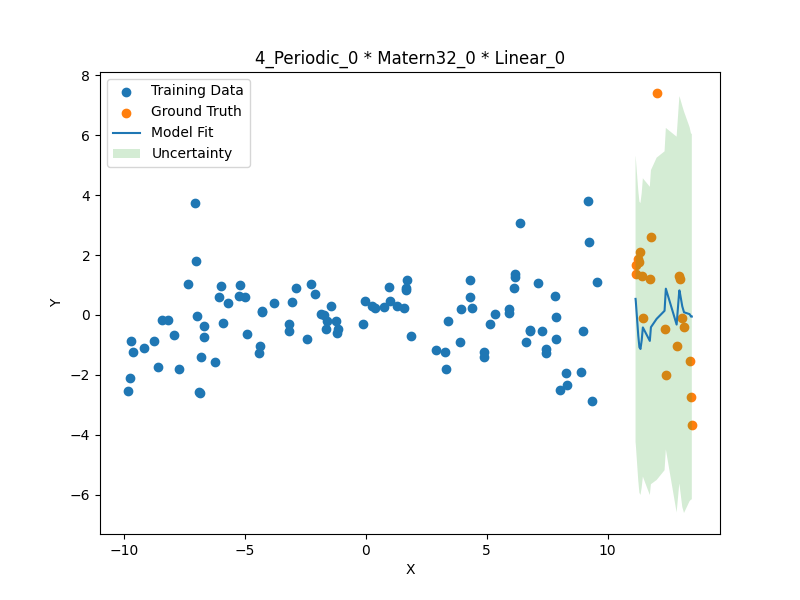 4_Periodic_0 * Matern32_0 * Linear_0
Training Data
Ground Truth
Model Fit
Uncertainty
8
6
4
2
0
−2
−4
−6
Y
−10
−5
0
5
10
X